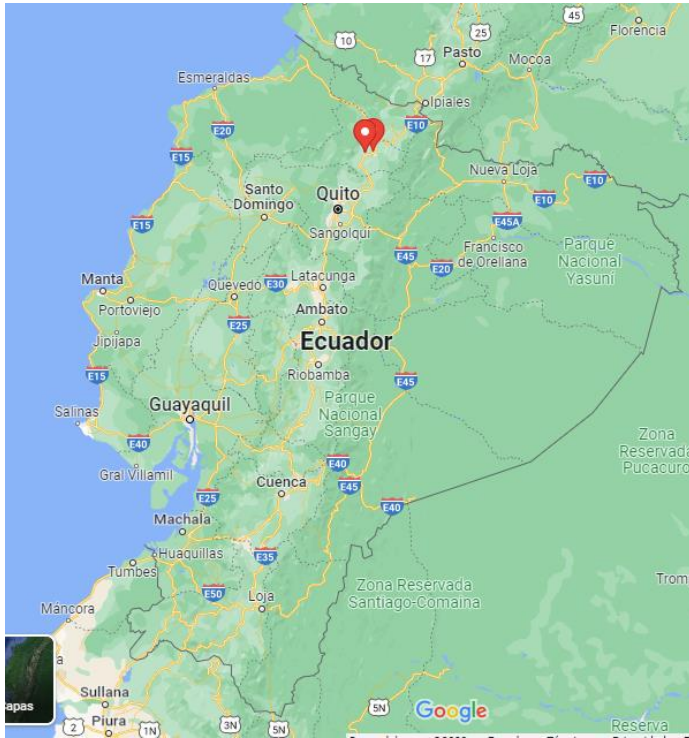 45
Florencia
10
25
Pasto
17
Mocoa
Esmeraldas
Ipiales
E20
E10
E15
Nueva Loja
E10
Santo
Domingo
Quito
E10
Sangolquí
E45A
E15
Francisco
de Orellana
Parque
Nacional
Yasuní
E45
E20
Manta
Quevedo
E30
Latacunga
Portoviejo
Ambato
E25
Jipijapa
Ecuador
Riobamba
E15
E45
Parque
Nacional
Sangay
Salinas
Guayaquil
Zona
Reservada
Pucacuro
E40
Gral Villamil
E40
Cuenca
E45
E25
E40
Machala
Huaquillas
E35
Tumbes
E50
Loja
Zona Reservada
Santiago-Comaina
Trom
Máncora
a
apas
Sullana
5N
Google
2
Piura
1N
3N
5N
Reserva